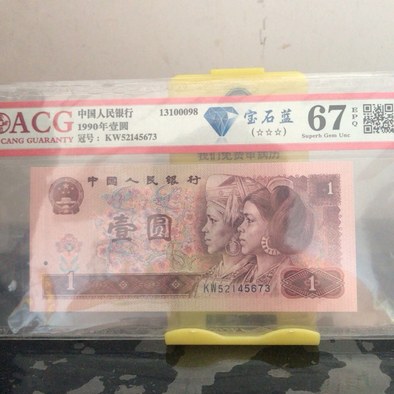 ACG
CANG GUARANTY
中国人民银行
1990年壹圆
冠号: KW52145673
13100098
宝石蓝
(☆☆☆)
67 EPQ
Superb Gem Unc
中国人民银行
1
壹圆
KW52145673
1
1